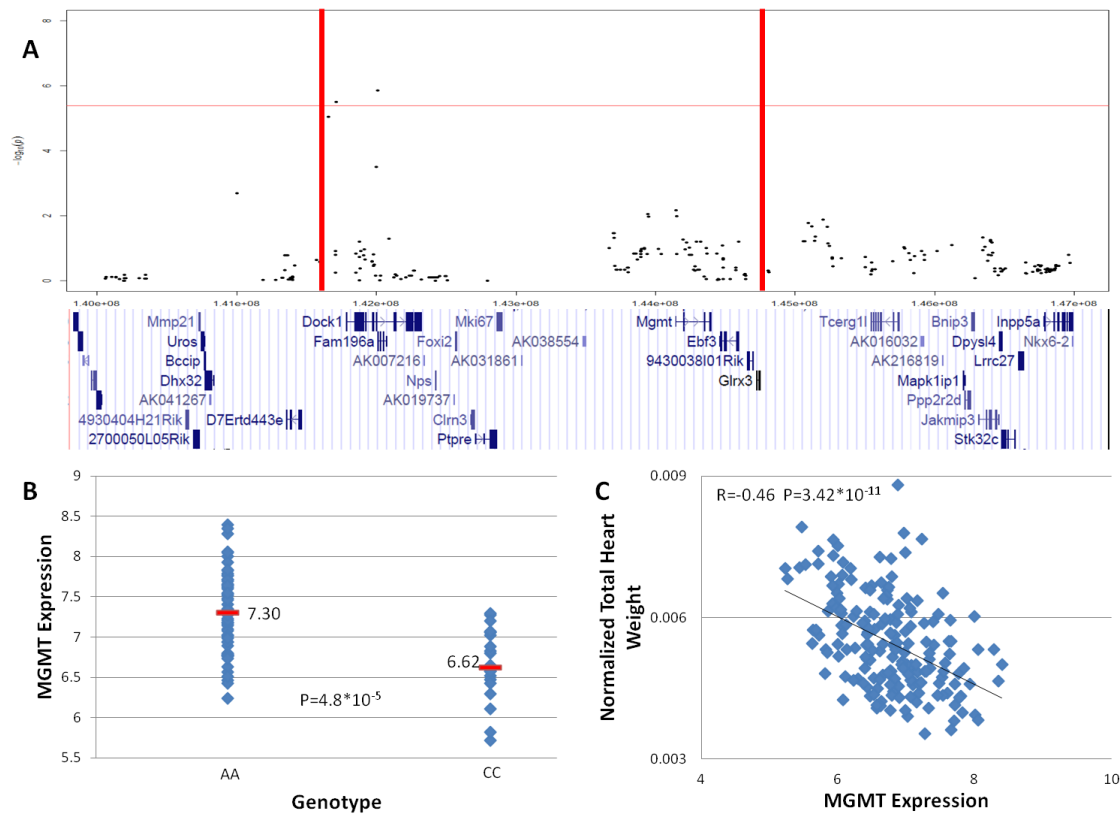 A
8
6
4
2
0
-log10(p)
1.40e+08 1.41e+08 1.42e+08 1.43e+08 1.44e+08 1.45e+08 1.46e+08 1.47e+08
Mmp21 Dock1 Mki67 Mgmt Tcerg1l Bnip3 Inpp5a
Uros Fam196a Foxi2 AK038554 Ebf3 AK016032 Dpysl4 Nkx6-2
Bccip AK007216 AK031861 9430038I01Rik AK216819 Lrrc27
Dhx32 Nps Glrx3 Mapk1ip1
AK041267 AK019737 Ppp2r2d
4930404H21Rik D7Ertd443e Clrn3 Jakmip3
2700050L05Rik Ptpre Stk32c
B
MGMT Expression
9
8.5
8
7.5
7
6.5
6
5.5
7.30
6.62
P=4.8*10-5
AA CC
Genotype
C
Normalized Total Heart
Weight
0.009
0.006
0.003
R=-0.46 P=3.42*10-11
4 6 8 10
MGMT Expression